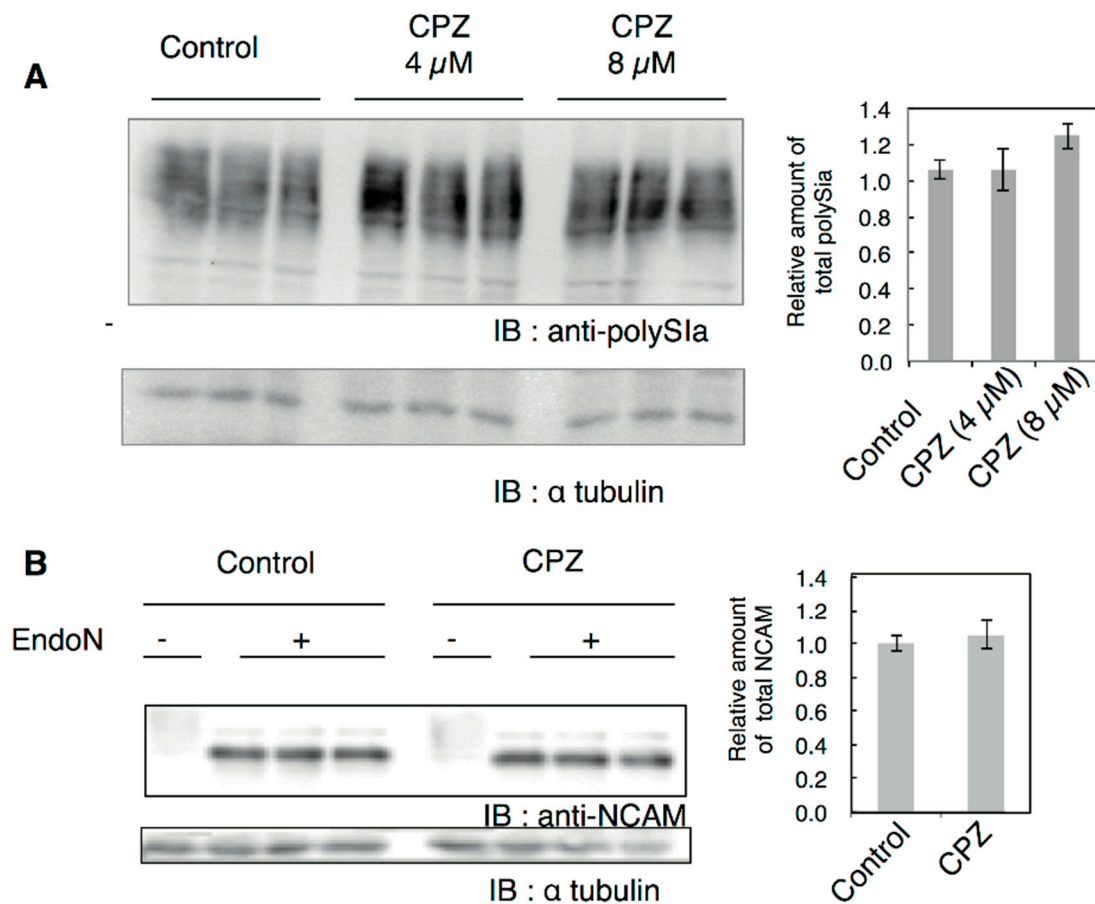 A
Control
CPZ
4 µM
CPZ
8 µM
-
IB : anti-polySIa
IB : α tubulin
Relative amount of
total polySia
1.4
1.2
1.0
0.8
0.6
0.4
0.2
0.0
Control
CPZ (4 µM)
CPZ (8 µM)
B
Control
CPZ
EndoN
- + - +
IB : anti-NCAM
IB : α tubulin
Relative amount
of total NCAM
1.4
1.2
1.0
0.8
0.6
0.4
0.2
0.0
Control
CPZ